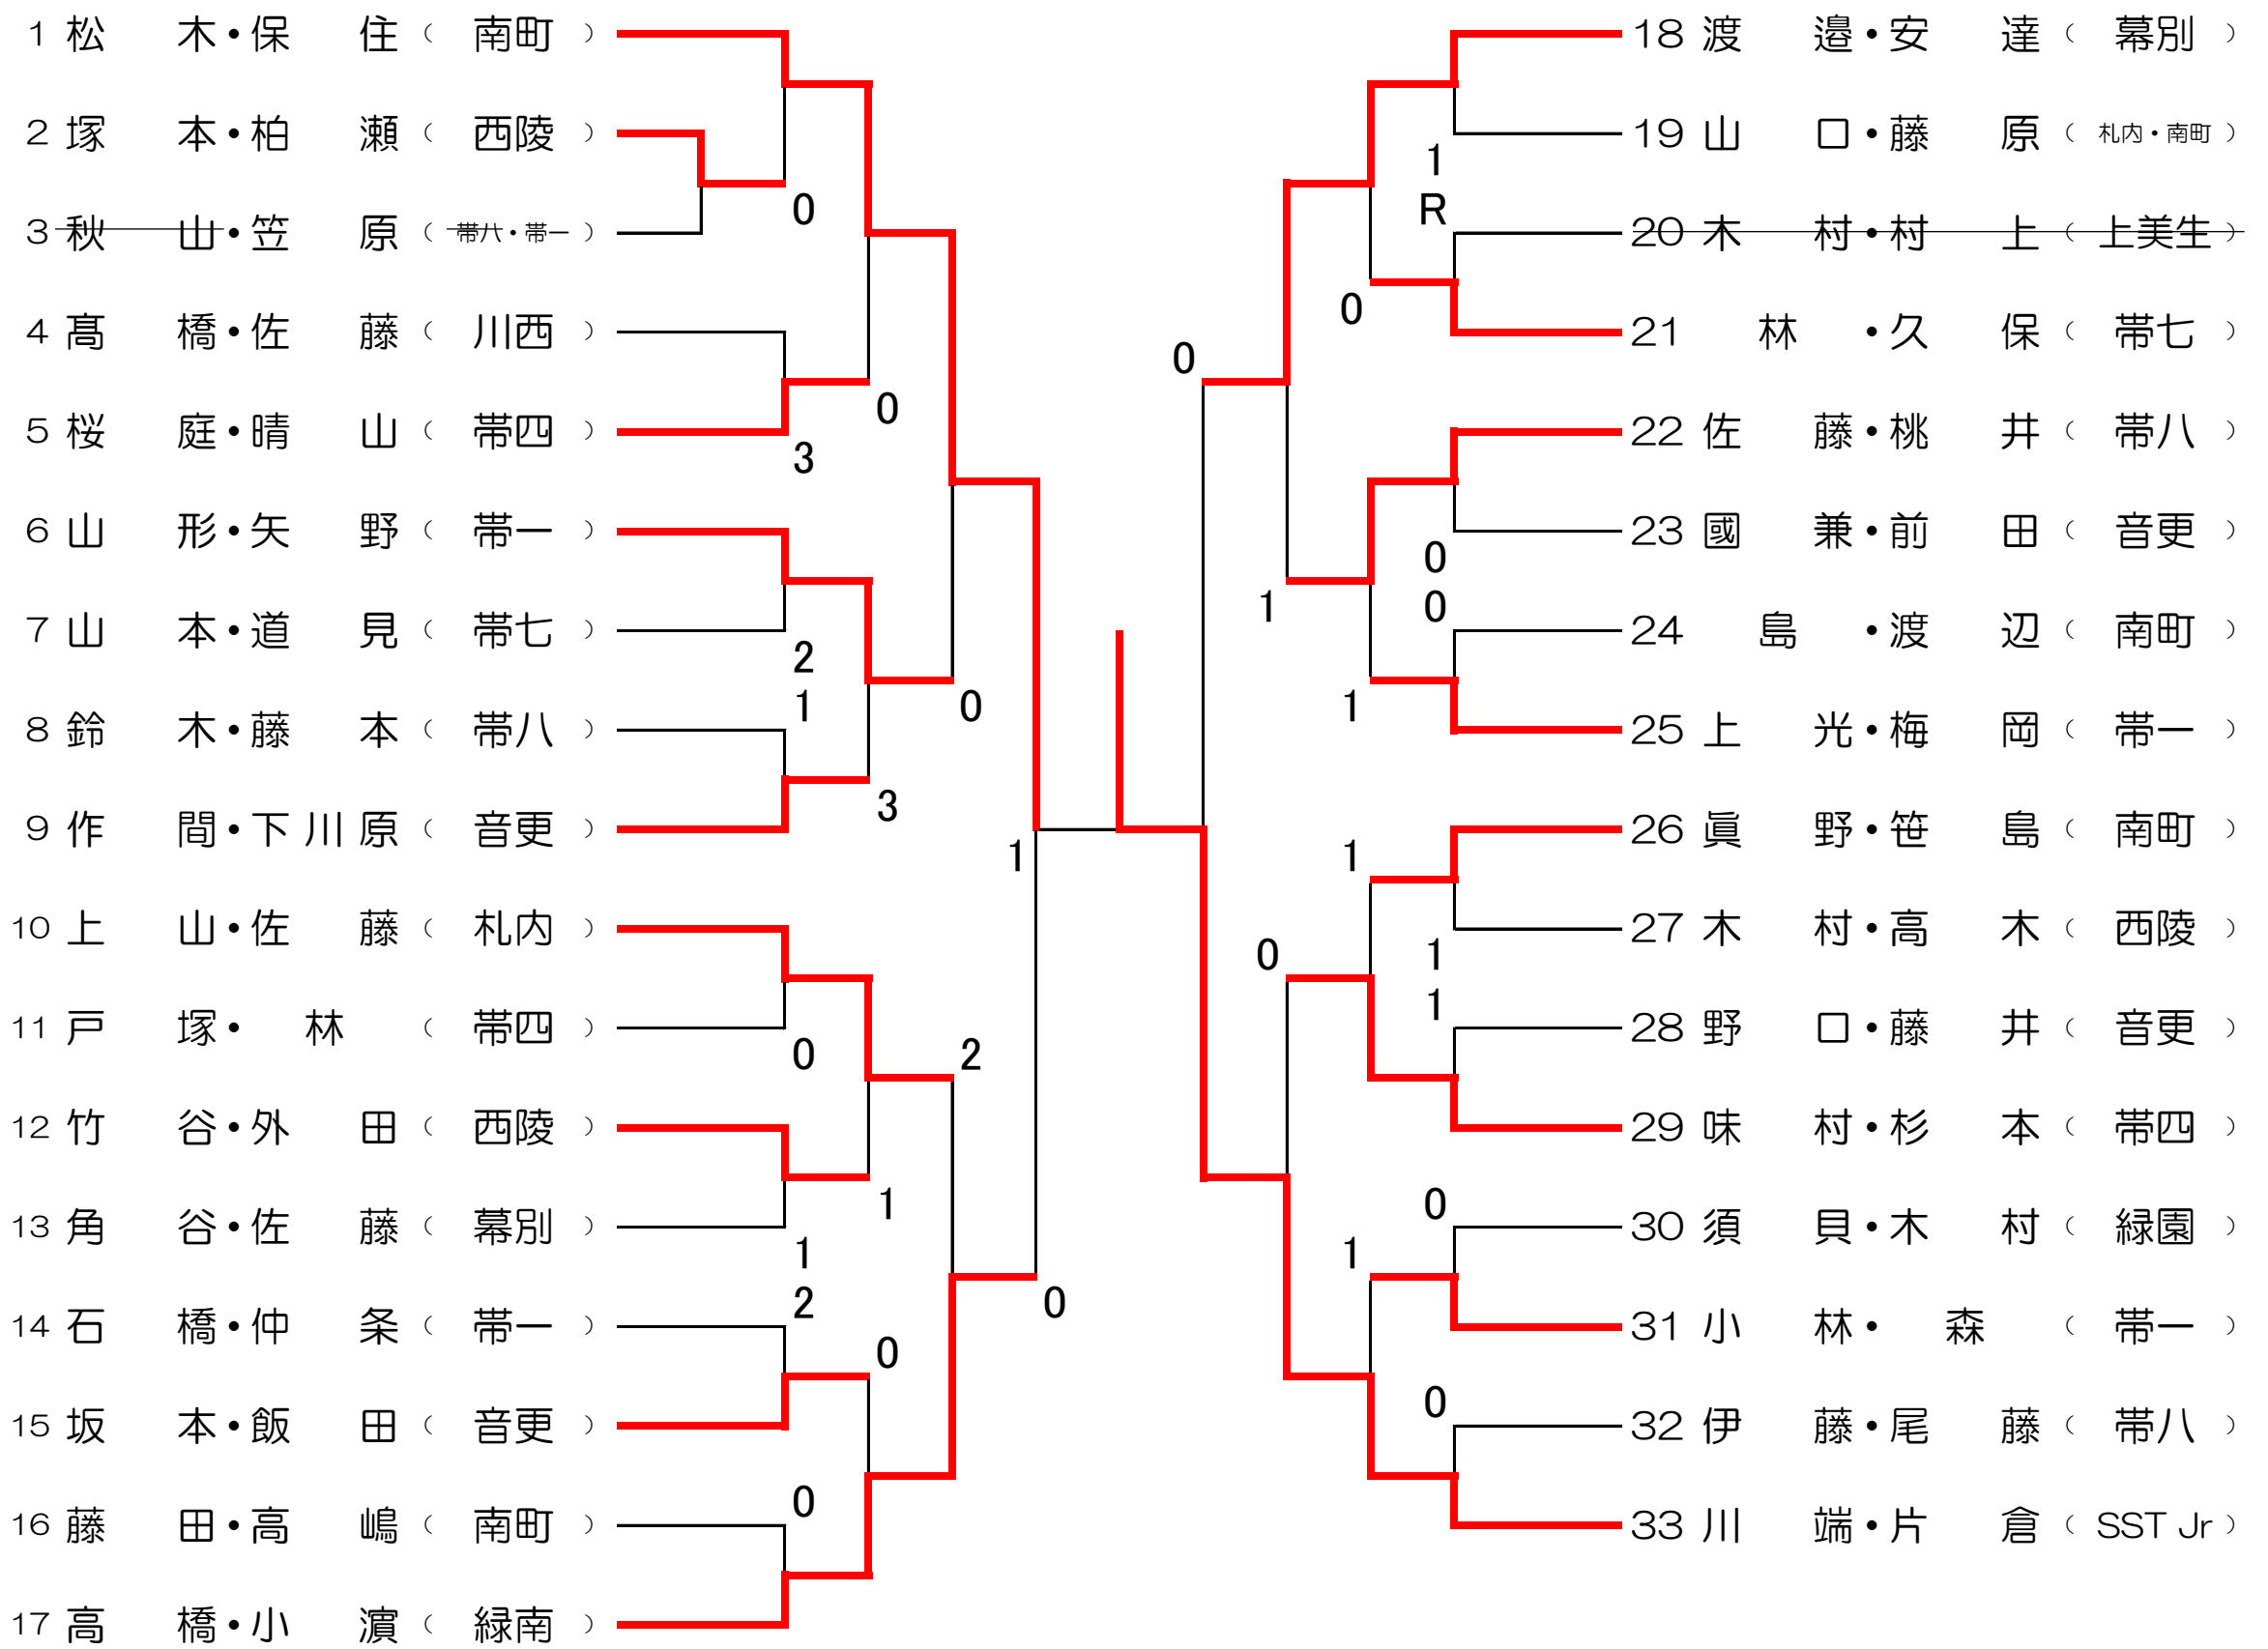 1 松木・保住（南町）
2 塚本・柏瀬（西陵）
3 秋山・笠原（帯八・帯一）
4 髙橋・佐藤（川西）
5 桜庭・晴山（帯四）
6 山形・矢野（帯一）
7 山本・道見（帯七）
8 鈴木・藤本（帯八）
9 作間・下川原（音更）
10 上山・佐藤（札内）
11 戸塚・林（帯四）
12 竹谷・外田（西陵）
13 角谷・佐藤（幕別）
14 石橋・仲条（帯一）
15 坂本・飯田（音更）
16 藤田・高嶋（南町）
17 高橋・小濵（緑南）
0
3
2
1
0
1
2
0
0
3
1
0
0
2
1
0
0
0
1
0
1
1
0
1
1
R
0
0
1
1
0
0
18 渡邉・安達（幕別）
19 山口・藤原（札内・南町）
20 木村・村上（上美生）
21 林・久保（帯七）
22 佐藤・桃井（帯八）
23 國兼・前田（音更）
24 島・渡辺（南町）
25 上光・梅岡（帯一）
26 眞野・笹島（南町）
27 木村・高木（西陵）
28 野口・藤井（音更）
29 味村・杉本（帯四）
30 須貝・木村（緑園）
31 小林・森（帯一）
32 伊藤・尾藤（帯八）
33 川端・片倉（SST Jr）